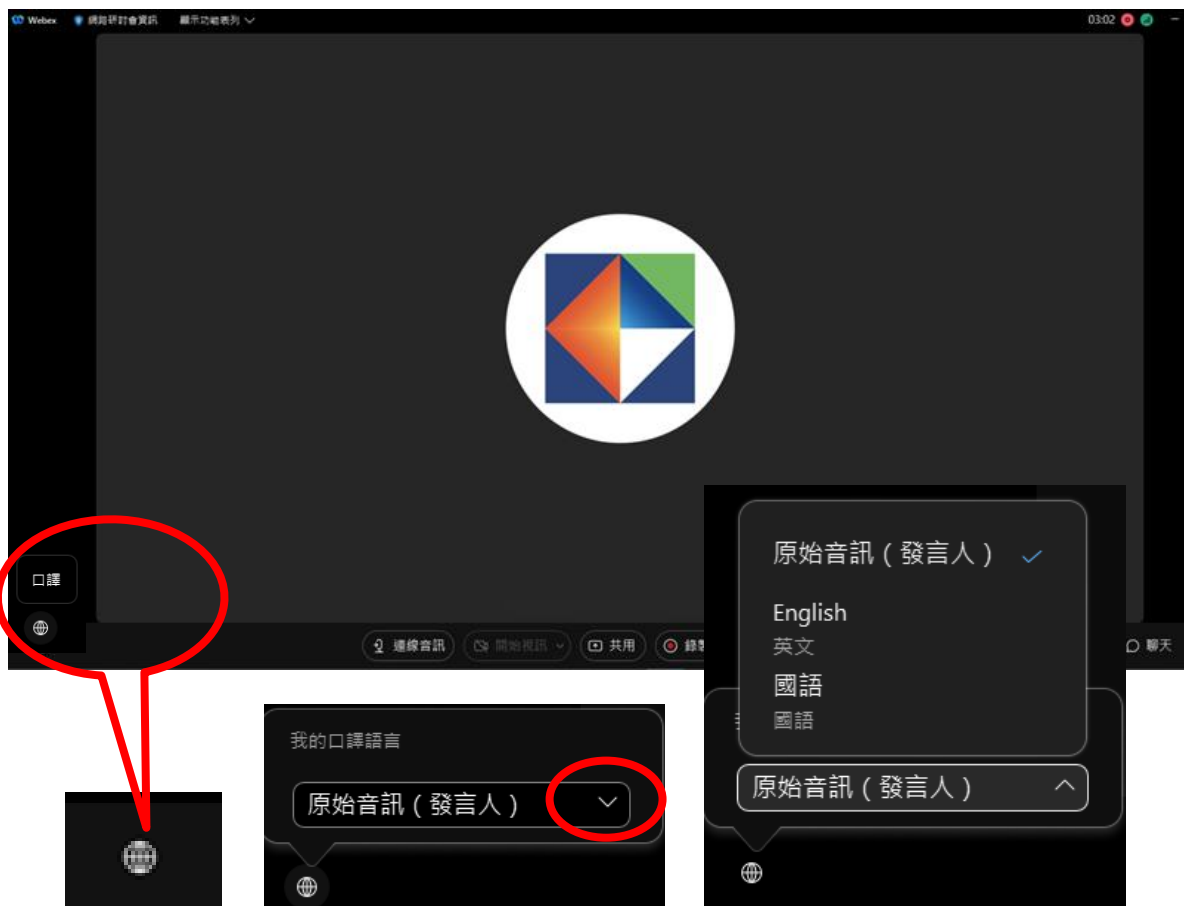 Webex
網路研討會資訊
顯示功能表列
03:02
口譯
連線音訊
開始視訊
共用
錄製
聊天
我的口譯語言
原始音訊（發言人）
原始音訊（發言人）
English
英文
國語
國語
原始音訊（發言人）